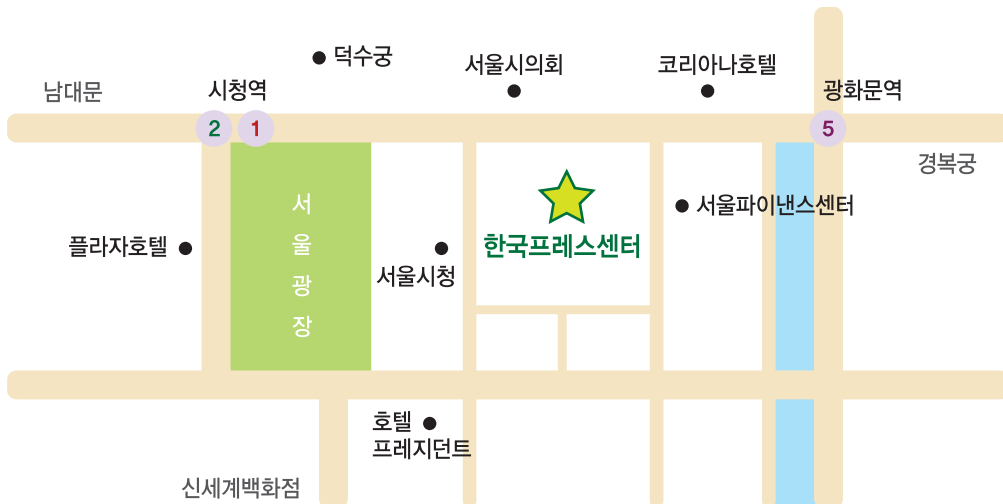 덕수궁
서울시의회
코리아나호텔
남대문
시청역
광화문역
2
1
5
경복궁
서
울
광
장
서울파이낸스센터
한국프레스센터
플라자호텔
서울시청
호텔
프레지던트
신세계백화점